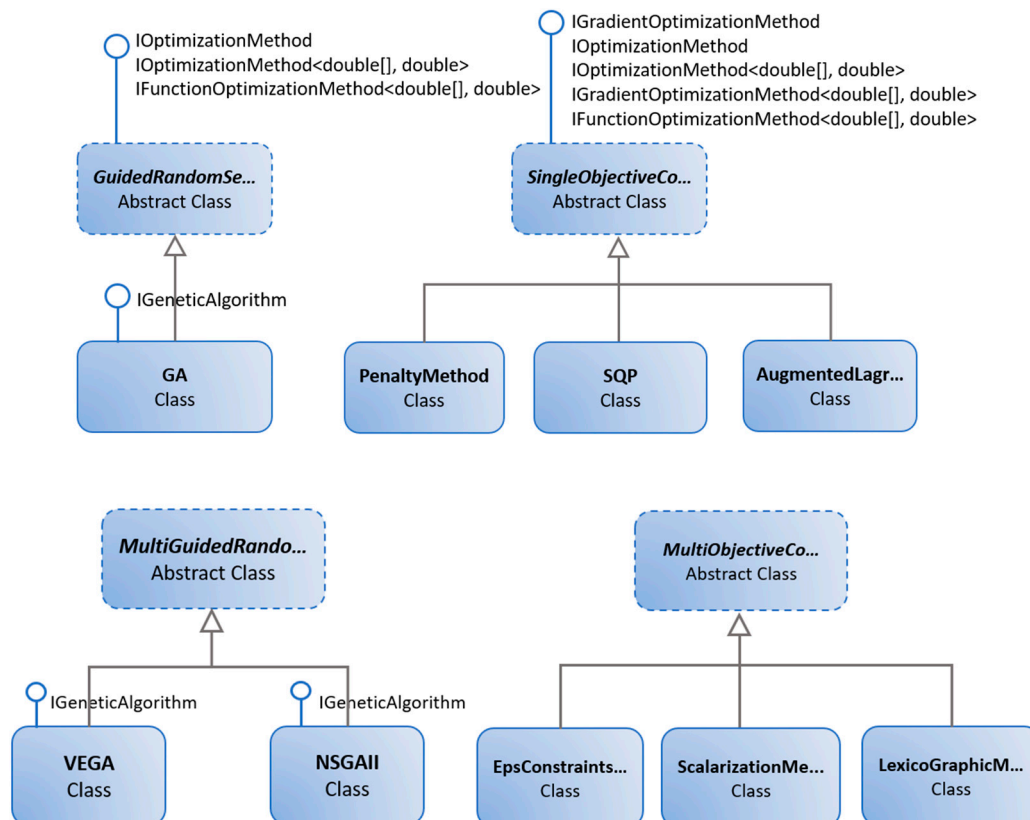 IOptimizationMethod
IOptimizationMethod<double[], double>
IFunctionOptimizationMethod<double[], double>
GuidedRandomSe...
Abstract Class
IGeneticAlgorithm
GA
Class
IGradientOptimizationMethod
IOptimizationMethod
IOptimizationMethod<double[], double>
IGradientOptimizationMethod<double[], double>
IFunctionOptimizationMethod<double[], double>
SingleObjectiveCo...
Abstract Class
PenaltyMethod
Class
SQP
Class
AugmentedLagr...
Class
MultiGuidedRando...
Abstract Class
IGeneticAlgorithm
VEGA
Class
IGeneticAlgorithm
NSGAII
Class
MultiObjectiveCo...
Abstract Class
EpsConstraints...
Class
ScalarizationMe...
Class
LexicoGraphicM...
Class